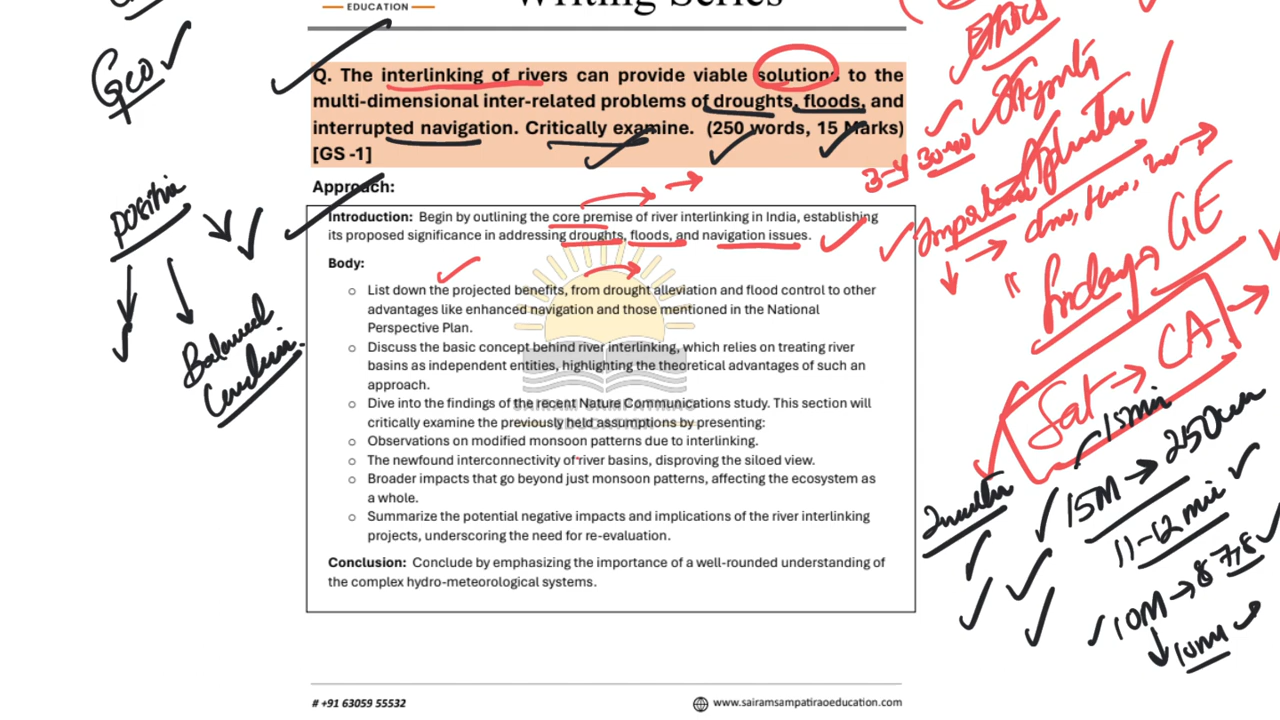 EDUCATION
Writing Series
Geo
Q. The interlinking of rivers can provide viable solutions to the
multi-dimensional inter-related problems of droughts, floods, and
interrupted navigation. Critically examine. (250 words, 15 Marks)
[GS -1]
Approach:
Introduction: Begin by outlining the core premise of river interlinking in India, establishing
its proposed significance in addressing droughts, floods, and navigation issues.
Body:
o List down the projected benefits, from drought alleviation and flood control to other
advantages like enhanced navigation and those mentioned in the National
Perspective Plan.
o Discuss the basic concept behind river interlinking, which relies on treating river
basins as independent entities, highlighting the theoretical advantages of such an
approach.
o Dive into the findings of the recent Nature Communications study. This section will
critically examine the previously held assumptions by presenting:
o Observations on modified monsoon patterns due to interlinking.
o The newfound interconnectivity of river basins, disproving the siloed view.
o Broader impacts that go beyond just monsoon patterns, affecting the ecosystem as
a whole.
o Summarize the potential negative impacts and implications of the river interlinking
projects, underscoring the need for re-evaluation.
Conclusion: Conclude by emphasizing the importance of a well-rounded understanding of
the complex hydro-meteorological systems.
SAIRAM SAMPATIRAO
EDUCATION
# +91 63059 55532
www.sairamsampatiraoeducation.com
positive
Balanced
Conclusion.
Ethics
3-4 30-40
Important
Friday → GE
Sat → CA
15min
15M → 250
11-12 min
10M → 8 7,8